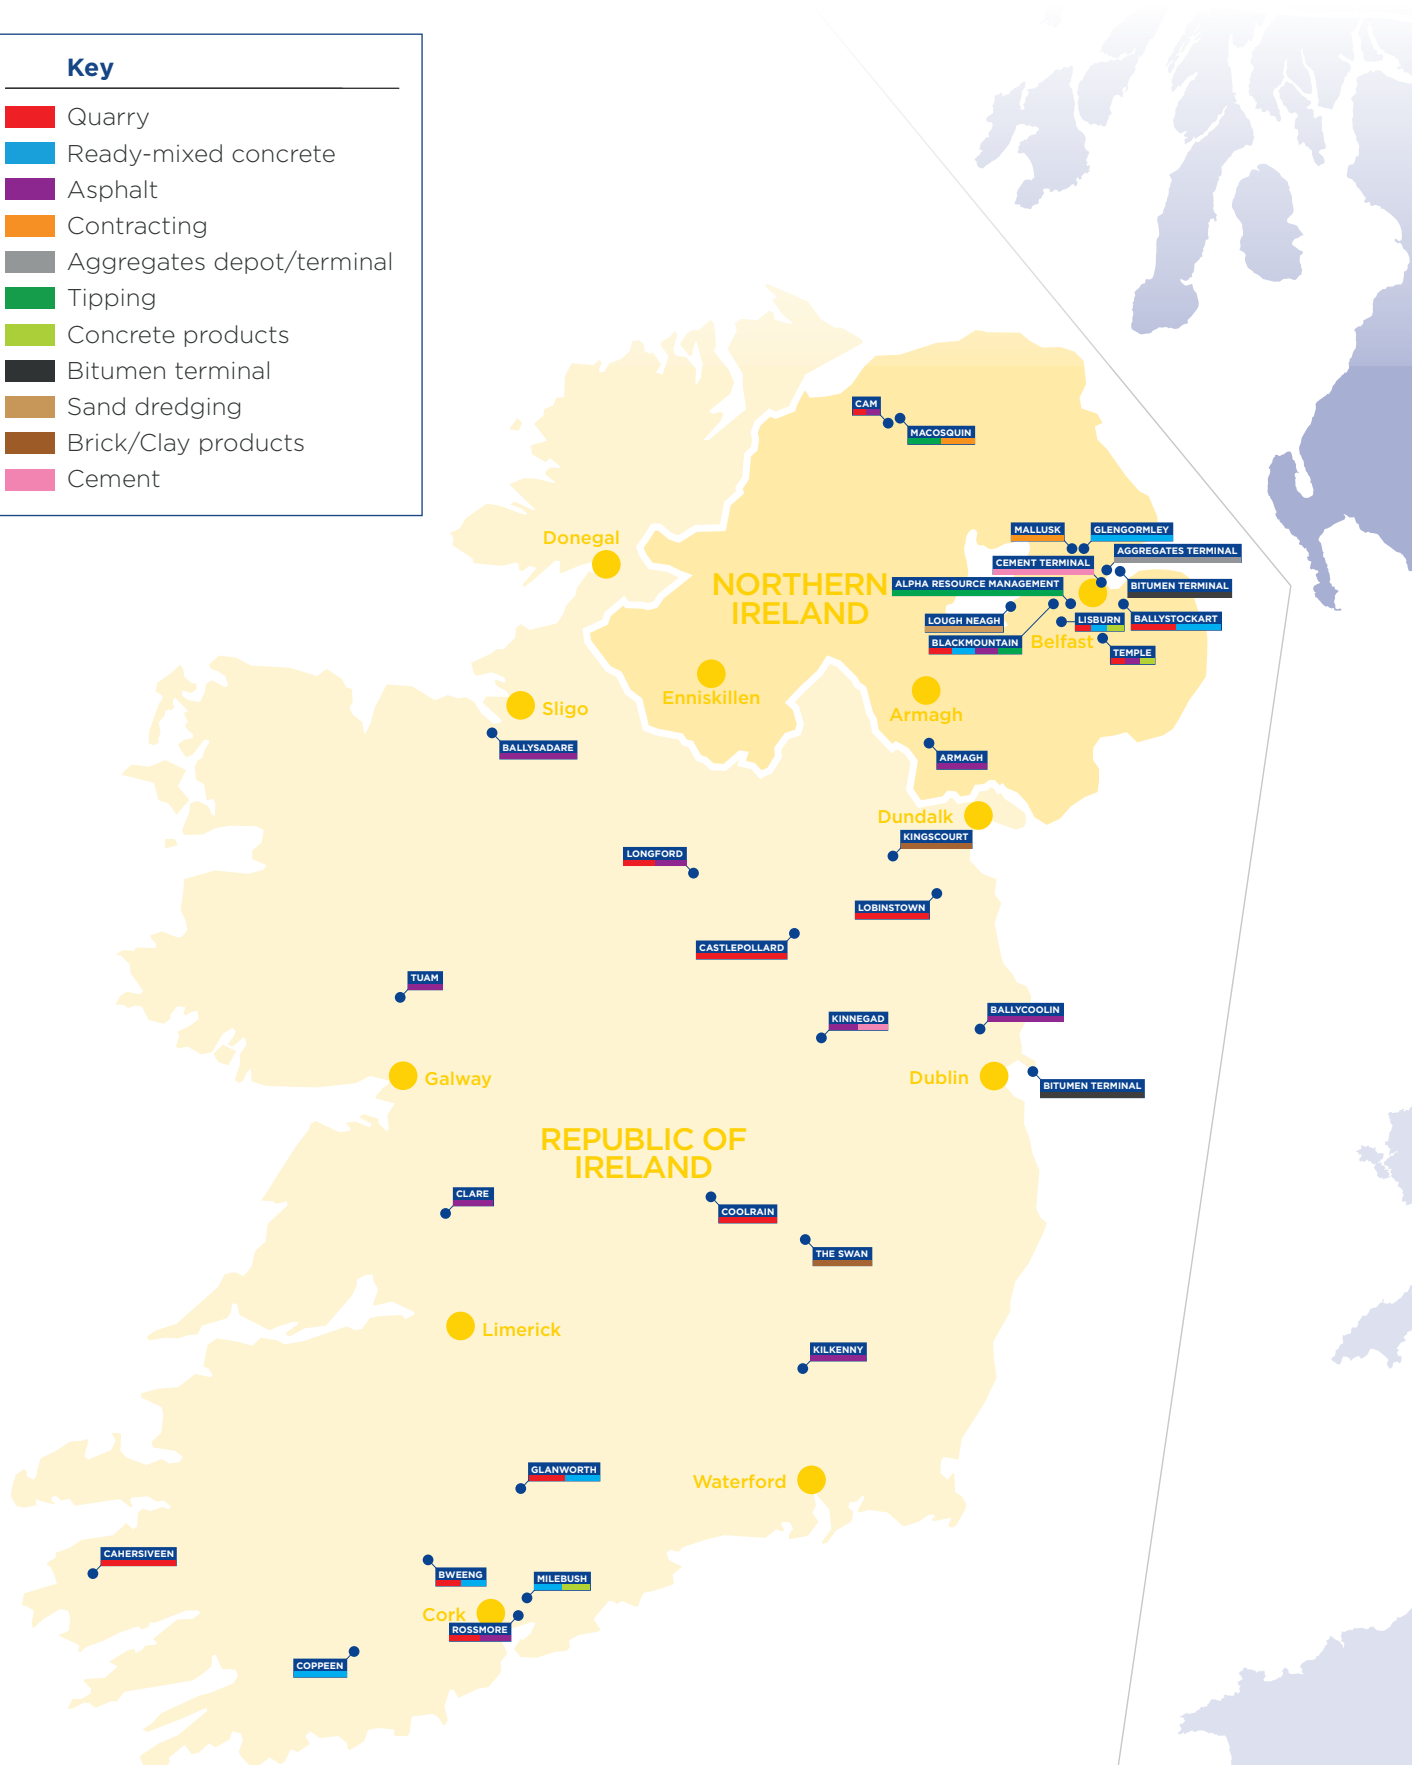 Key
Quarry
Ready-mixed concrete
Asphalt
Contracting
Aggregates depot/terminal
Tipping
Concrete products
Bitumen terminal
Sand dredging
Brick/Clay products
Cement
CAM
MACOSQUIN
MALLUSK
GLENGORMLEY
Donegal
AGGREGATES TERMINAL
CEMENT TERMINAL
NORTHERN
IRELAND
ALPHA RESOURCE MANAGEMENT
BITUMEN TERMINAL
LOUGH NEAGH
LISBURN
BALLYSTOCKART
BLACKMOUNTAIN
Belfast
TEMPLE
Enniskillen
Sligo
Armagh
BALLYSADARE
ARMAGH
Dundalk
KINGSCOURT
LONGFORD
LOBINSTOWN
CASTLEPOLLARD
TUAM
BALLYCOOLIN
KINNEGAD
Galway
Dublin
BITUMEN TERMINAL
REPUBLIC OF
IRELAND
CLARE
COOLRAIN
THE SWAN
Limerick
KILKENNY
GLANWORTH
Waterford
CAHERSIVEEN
BWEENG
MILEBUSH
Cork
ROSSMORE
COPPEEN